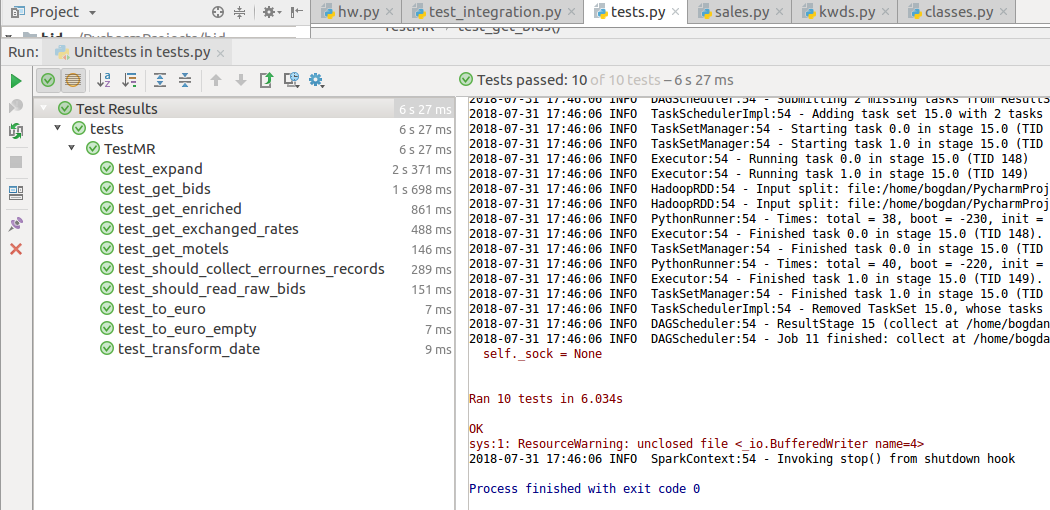 Project
hw.py
test_integration.py
tests.py
sales.py
kwds.py
classes.py
bid ~/PycharmProjects/bid
TestMR
test_get_bids()
Run:
Unittests in tests.py
Tests passed: 10 of 10 tests – 6 s 27 ms
Test Results 6 s 27 ms
tests 6 s 27 ms
TestMR 6 s 27 ms
test_expand 2 s 371 ms
test_get_bids 1 s 698 ms
test_get_enriched 861 ms
test_get_exchanged_rates 488 ms
test_get_motels 146 ms
test_should_collect_errournes_records 289 ms
test_should_read_raw_bids 151 ms
test_to_euro 7 ms
test_to_euro_empty 7 ms
test_transform_date 9 ms
2018-07-31 17:46:06 INFO  DAGScheduler:54 - Submitting 2 missing tasks from ResultS
2018-07-31 17:46:06 INFO  TaskSchedulerImpl:54 - Adding task set 15.0 with 2 tasks
2018-07-31 17:46:06 INFO  TaskSetManager:54 - Starting task 0.0 in stage 15.0 (TID
2018-07-31 17:46:06 INFO  TaskSetManager:54 - Starting task 1.0 in stage 15.0 (TID
2018-07-31 17:46:06 INFO  Executor:54 - Running task 0.0 in stage 15.0 (TID 148)
2018-07-31 17:46:06 INFO  Executor:54 - Running task 1.0 in stage 15.0 (TID 149)
2018-07-31 17:46:06 INFO  HadoopRDD:54 - Input split: file:/home/bogdan/PycharmProj
2018-07-31 17:46:06 INFO  HadoopRDD:54 - Input split: file:/home/bogdan/PycharmProj
2018-07-31 17:46:06 INFO  PythonRunner:54 - Times: total = 38, boot = -230, init =
2018-07-31 17:46:06 INFO  Executor:54 - Finished task 0.0 in stage 15.0 (TID 148).
2018-07-31 17:46:06 INFO  TaskSetManager:54 - Finished task 0.0 in stage 15.0 (TID
2018-07-31 17:46:06 INFO  PythonRunner:54 - Times: total = 40, boot = -220, init =
2018-07-31 17:46:06 INFO  Executor:54 - Finished task 1.0 in stage 15.0 (TID 149).
2018-07-31 17:46:06 INFO  TaskSetManager:54 - Finished task 1.0 in stage 15.0 (TID
2018-07-31 17:46:06 INFO  TaskSchedulerImpl:54 - Removed TaskSet 15.0, whose tasks
2018-07-31 17:46:06 INFO  DAGScheduler:54 - ResultStage 15 (collect at /home/bogdan
2018-07-31 17:46:06 INFO  DAGScheduler:54 - Job 11 finished: collect at /home/bogda
self._sock = None
Ran 10 tests in 6.034s
OK
sys:1: ResourceWarning: unclosed file <_io.BufferedWriter name=4>
2018-07-31 17:46:06 INFO  SparkContext:54 - Invoking stop() from shutdown hook
Process finished with exit code 0